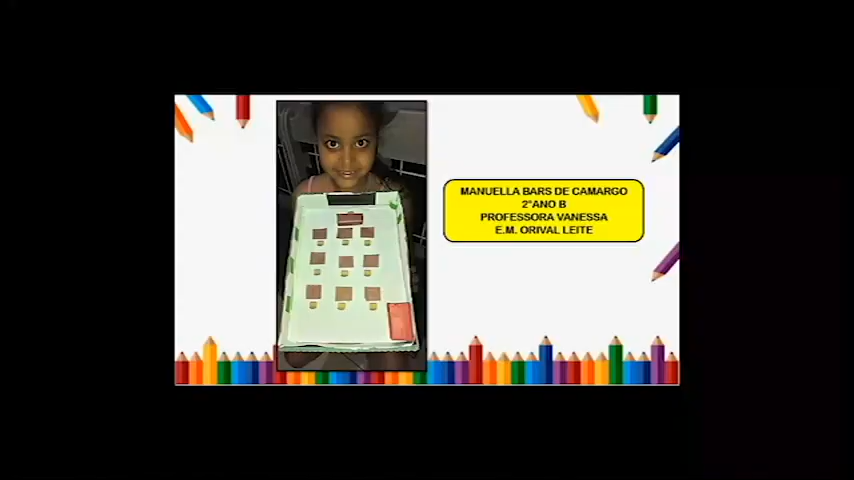 MANUELLA BARS DE CAMARGO
2°ANO B
PROFESSORA VANESSA
E.M. ORIVAL LEITE